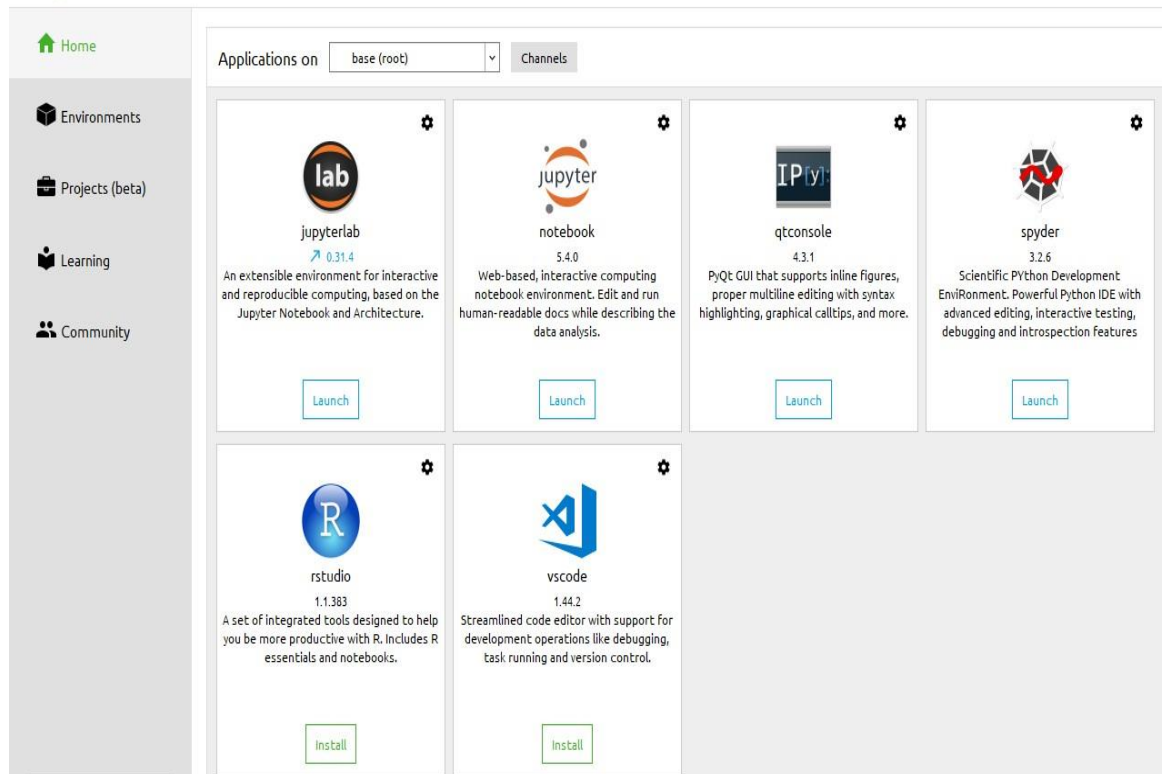 Home
Applications on base (root) Channels
Environments
Projects (beta)
Learning
Community
lab
jupyterlab
0.31.4
An extensible environment for interactive
and reproducible computing, based on the
Jupyter Notebook and Architecture.
Launch
jupyter
notebook
5.4.0
Web-based, interactive computing
notebook environment. Edit and run
human-readable docs while describing the
data analysis.
Launch
IP[y]:
qtconsole
4.3.1
PyQt GUI that supports inline figures,
proper multiline editing with syntax
highlighting, graphical calltips, and more.
Launch
spyder
3.2.6
Scientific PYthon Development
EnviRonment. Powerful Python IDE with
advanced editing, interactive testing,
debugging and introspection features
Launch
R
rstudio
1.1.383
A set of integrated tools designed to help
you be more productive with R. Includes R
essentials and notebooks.
Install
vscode
1.44.2
Streamlined code editor with support for
development operations like debugging,
task running and version control.
Install